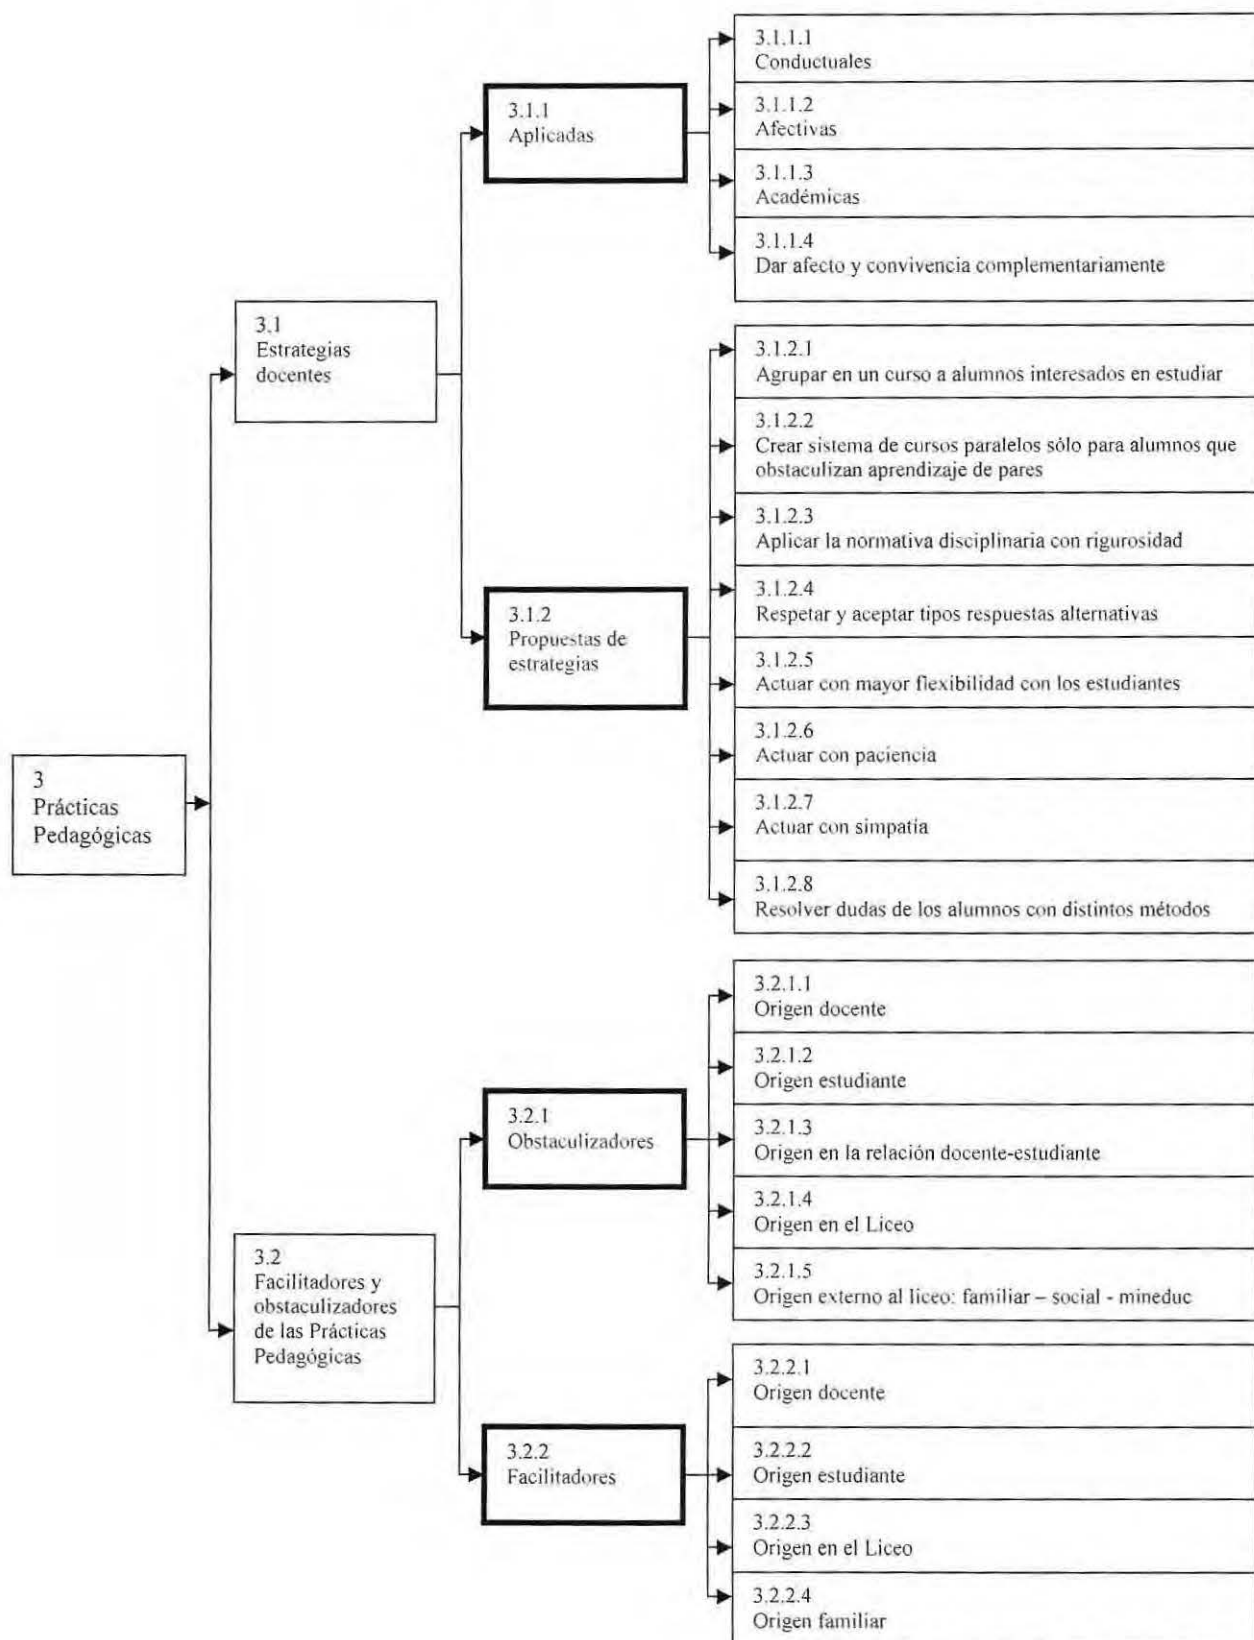 3
Prácticas
Pedagógicas
3.1
Estrategias
docentes
3.1.1
Aplicadas
3.1.1.1
Conductuales
3.1.1.2
Afectivas
3.1.1.3
Académicas
3.1.1.4
Dar afecto y convivencia complementariamente
3.1.2
Propuestas de
estrategias
3.1.2.1
Agrupar en un curso a alumnos interesados en estudiar
3.1.2.2
Crear sistema de cursos paralelos sólo para alumnos que
obstaculizan aprendizaje de pares
3.1.2.3
Aplicar la normativa disciplinaria con rigurosidad
3.1.2.4
Respetar y aceptar tipos respuestas alternativas
3.1.2.5
Actuar con mayor flexibilidad con los estudiantes
3.1.2.6
Actuar con paciencia
3.1.2.7
Actuar con simpatía
3.1.2.8
Resolver dudas de los alumnos con distintos métodos
3.2
Facilitadores y
obstaculizadores
de las Prácticas
Pedagógicas
3.2.1
Obstaculizadores
3.2.1.1
Origen docente
3.2.1.2
Origen estudiante
3.2.1.3
Origen en la relación docente-estudiante
3.2.1.4
Origen en el Liceo
3.2.1.5
Origen externo al liceo: familiar – social - mineduc
3.2.2
Facilitadores
3.2.2.1
Origen docente
3.2.2.2
Origen estudiante
3.2.2.3
Origen en el Liceo
3.2.2.4
Origen familiar